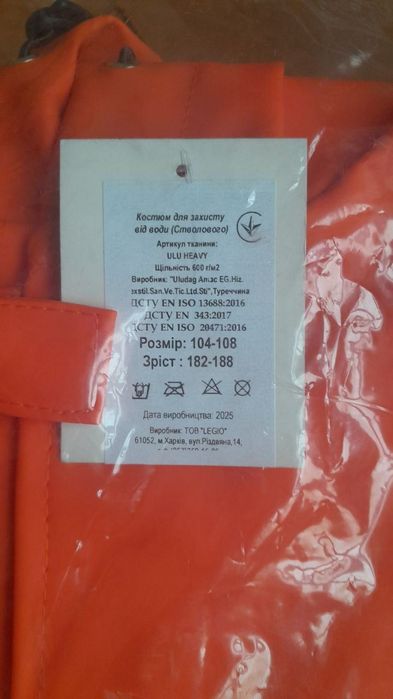 Костюм для захисту
від води (Ствалового)
Артикул тканини:
ULU HEAVY
Щільність 600 г/м2
Виробник: "Uludag Amac EG.Hiz.
Texstil.San.Ve.Tic.Ltd.Sti",Туреччина
ДСТУ EN ISO 13688:2016
ДСТУ EN 343:2017
ДСТУ EN ISO 20471:2016
Розмір: 104-108
Зріст : 182-188
Дата виробництва: 2025
Виробник: ТОВ "LEGIO"
61052, м.Харків, вул.Різдвяна,14,